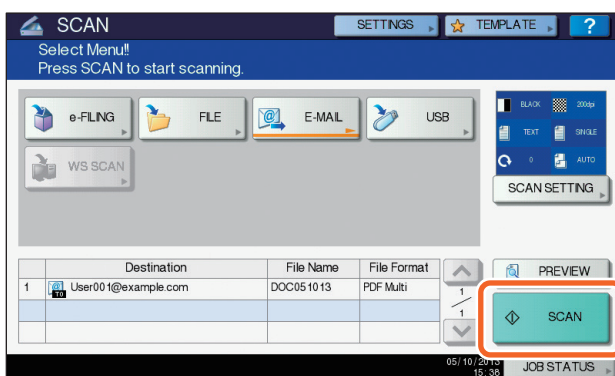 SCAN SETTINGS TEMPLATE ?
Select Menu!!
Press SCAN to start scanning.
e-FILING FILE E-MAIL USB
WS SCAN
BLACK 200dpi
TEXT SINGLE
0 AUTO
SCAN SETTING
Destination File Name File Format
1 TO User001@example.com DOC051013 PDF Multi
1
1
PREVIEW
SCAN
05/10/2013
15:38
JOB STATUS